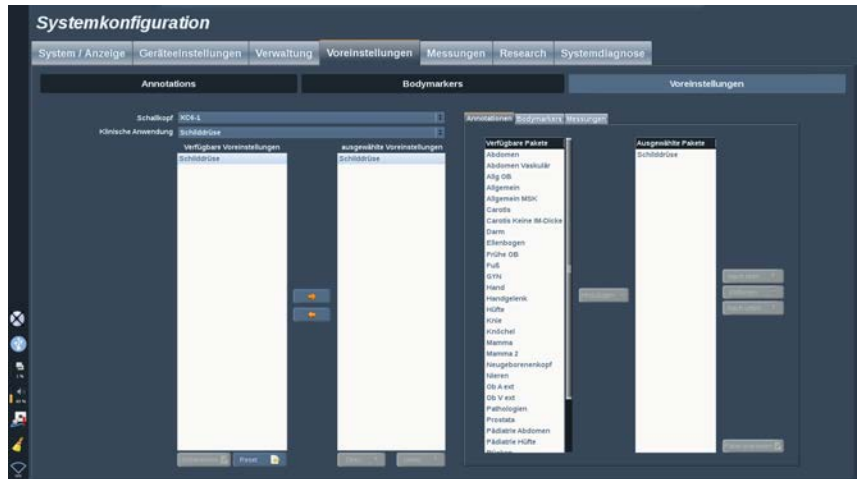 Systemkonfiguration
System / Anzeige Geräteeinstellungen Verwaltung Voreinstellungen Messungen Research Systemdiagnose
Annotations Bodymarkers Voreinstellungen
Schallkopf XC6-1
Klinische Anwendung Schilddrüse
Verfügbare Voreinstellungen ausgewählte Voreinstellungen
Schilddrüse Schilddrüse
Reset
Annotationen Bodymarkers Messungen
Verfügbare Pakete Ausgewählte Pakete
Abdomen Schilddrüse
Abdomen Vaskulär
Allg OB
Allgemein
Allgemein MSK
Carotis
Carotis Keine IM-Dicke
Darm
Ellenbogen
Frühe OB
Fuß
GYN
Hand
Handgelenk
Hüfte
Knie
Knöchel
Mamma
Mamma 2
Neugeborenenkopf
Nieren
Ob A ext
Ob V ext
Pathologien
Prostata
Pädiatrie Abdomen
Pädiatrie Hüfte